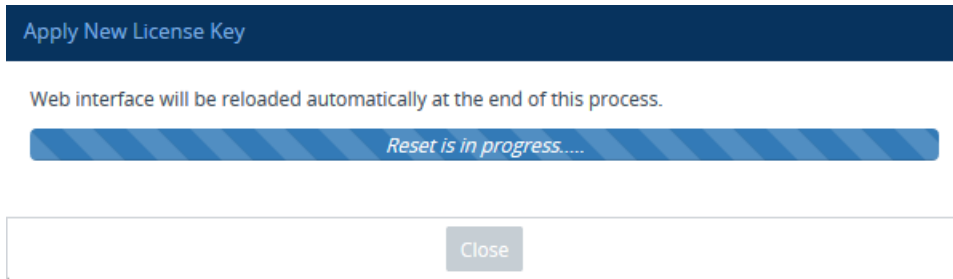 Apply New License Key
Web interface will be reloaded automatically at the end of this process.
Reset is in progress.....
Close